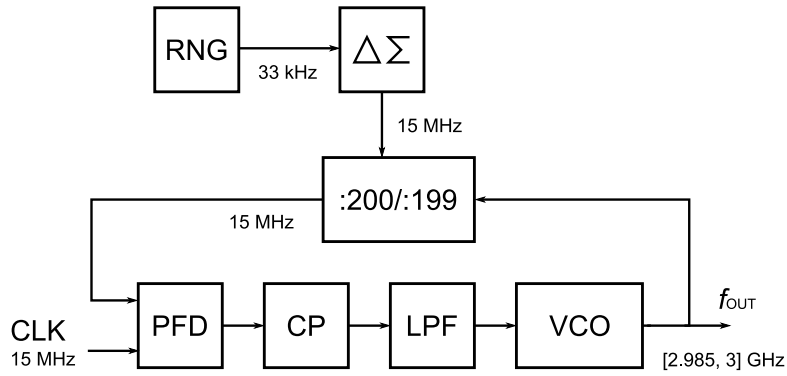 RNG
33 kHz
ΔΣ
15 MHz
:200/:199
15 MHz
CLK
15 MHz
PFD
CP
LPF
VCO
fOUT
[2.985, 3] GHz